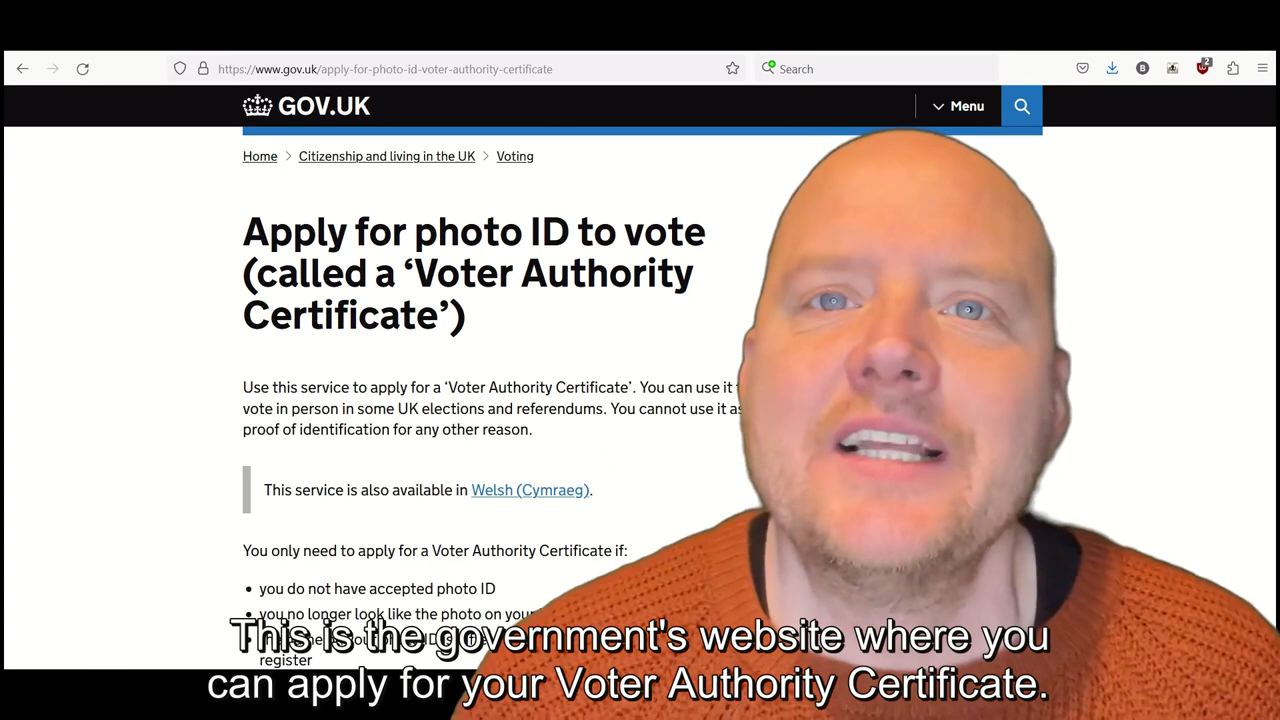 https://www.gov.uk/apply-for-photo-id-voter-authority-certificate
Search
B
2
GOV.UK
Menu
Home > Citizenship and living in the UK > Voting
Apply for photo ID to vote
(called a ‘Voter Authority
Certificate’)
Use this service to apply for a ‘Voter Authority Certificate’. You can use it
vote in person in some UK elections and referendums. You cannot use it as
proof of identification for any other reason.
This service is also available in Welsh (Cymraeg).
You only need to apply for a Voter Authority Certificate if:
• you do not have accepted photo ID
• you no longer look like the photo on your
register
This is the government's website where you
can apply for your Voter Authority Certificate.